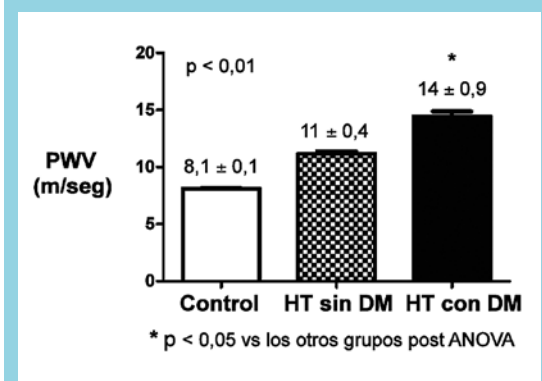 20
p < 0,01
*
14 ± 0,9
15
11 ± 0,4
PWV
(m/seg)
10
8,1 ± 0,1
5
0
Control HT sin DM HT con DM
* p < 0,05 vs los otros grupos post ANOVA